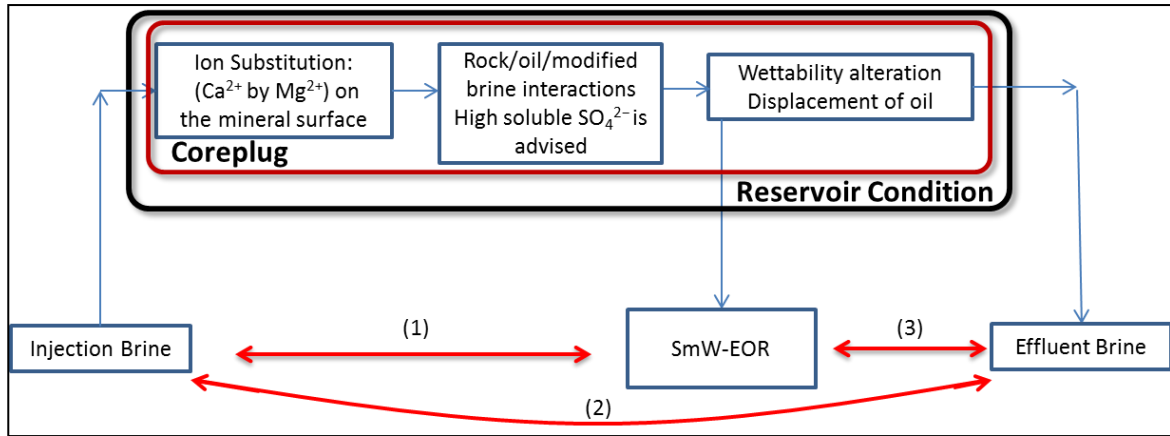 Ion Substitution:
(Ca²⁺ by Mg²⁺) on
the mineral surface
Rock/oil/modified
brine interactions
High soluble SO₄²⁻ is
advised
Wettability alteration
Displacement of oil
Coreplug
Reservoir Condition
(1)
(3)
Injection Brine
SmW-EOR
Effluent Brine
(2)